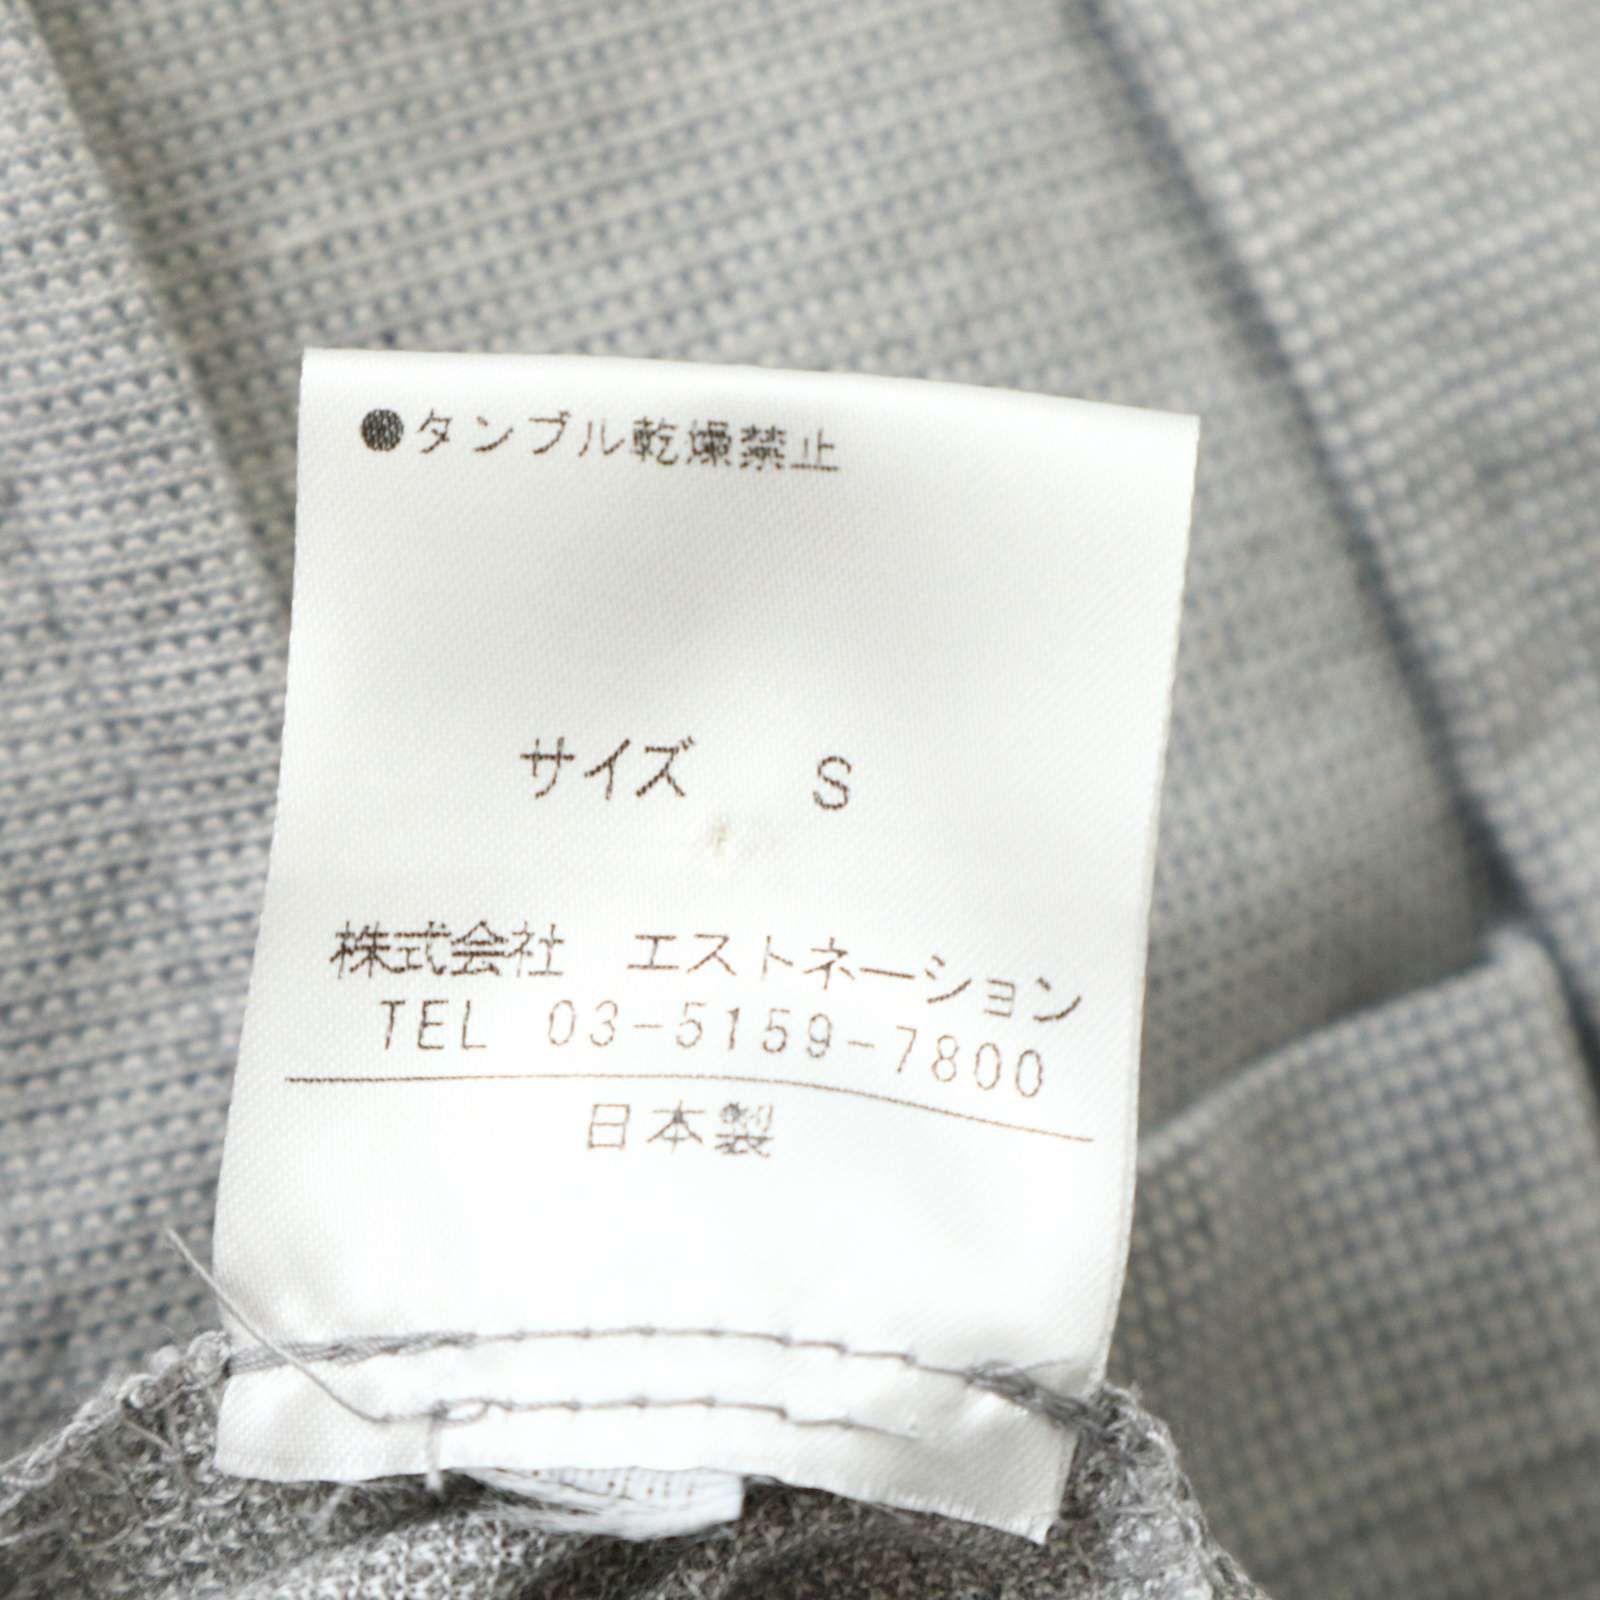 ●タンブル乾燥禁止
サイズ S
株式会社 エストネーション
TEL 03-5159-7800
日本製